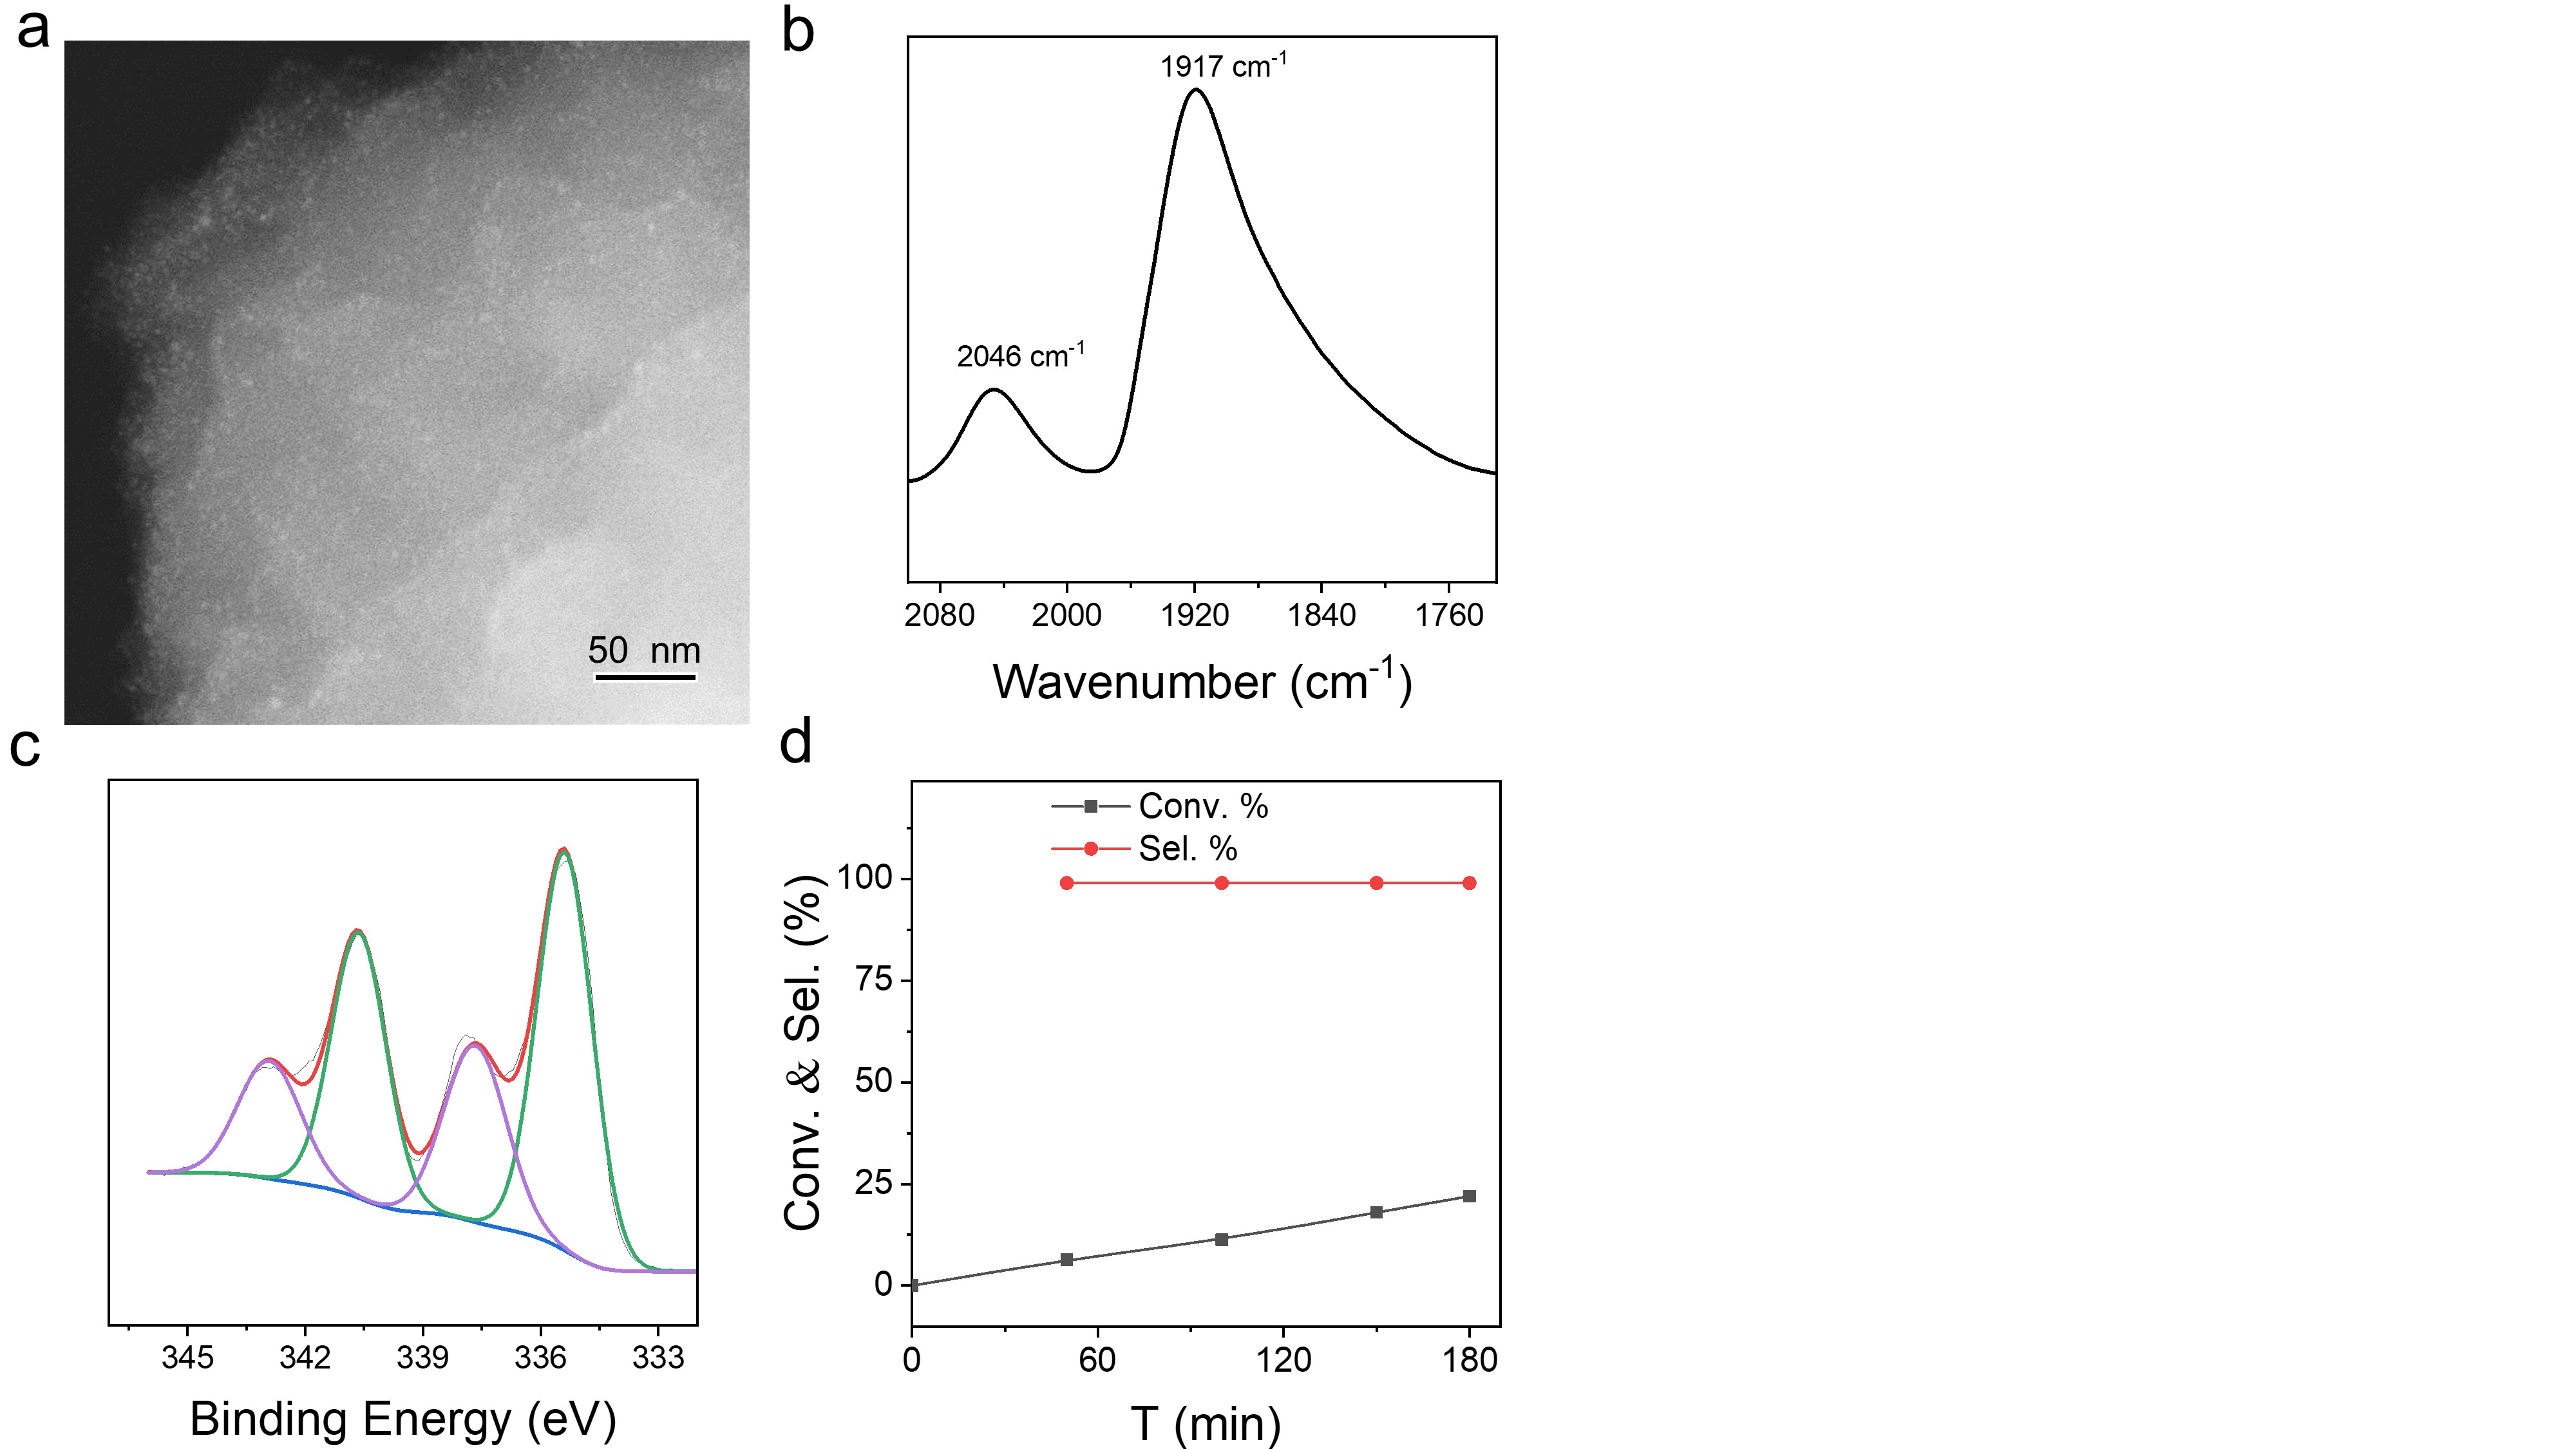 a
50 nm
b
1917 cm-1
2046 cm-1
2080 2000 1920 1840 1760
Wavenumber (cm-1)
c
345 342 339 336 333
Binding Energy (eV)
d
Conv. %
Sel. %
100
75
50
25
0
Conv. & Sel. (%)
0 60 120 180
T (min)